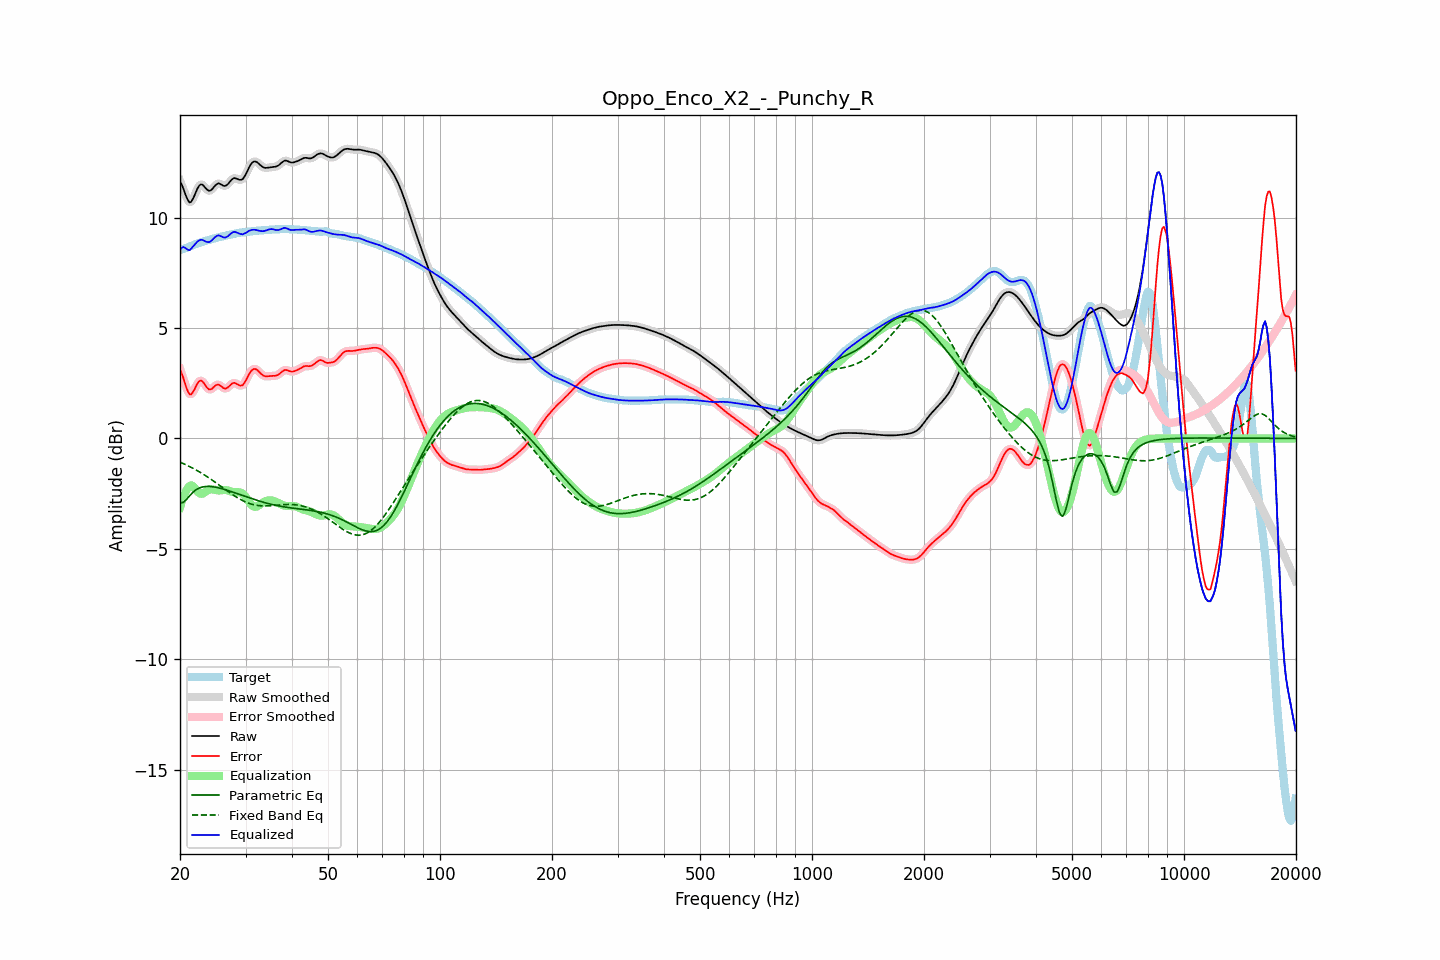 Oppo_Enco_X2_-_Punchy_R
Amplitude (dBr)
10
5
0
−5
−10
−15
Target
Raw Smoothed
Error Smoothed
Raw
Error
Equalization
Parametric Eq
Fixed Band Eq
Equalized
20 50 100 200 500 1000 2000 5000 10000 20000
Frequency (Hz)